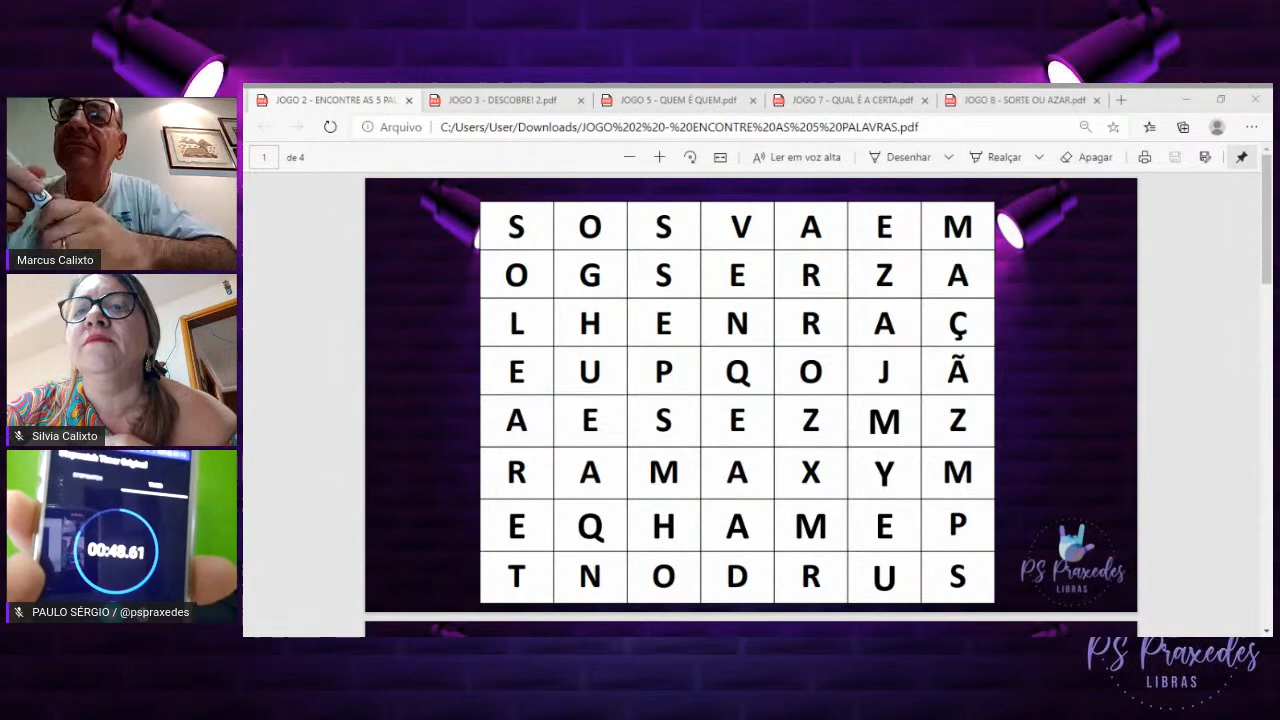 JOGO 2 - ENCONTRE AS 5 PAL
JOGO 3 - DESCOBRE! 2.pdf
JOGO 5 - QUEM É QUEM.pdf
JOGO 7 - QUAL É A CERTA.pdf
JOGO 8 - SORTE OU AZAR.pdf
Arquivo
C:/Users/User/Downloads/JOGO%202%20-%20ENCONTRE%20AS%205%20PALAVRAS.pdf
1 de 4
Ler em voz alta
Desenhar
Realçar
Apagar
S O S V A E M
O G S E R Z A
L H E N R A Ç
E U P Q O J Ã
A E S E Z M Z
R A M A X Y M
E Q H A M E P
T N O D R U S
PS Praxedes
LIBRAS
Marcus Calixto
Silvia Calixto
00:48.61
PAULO SÉRGIO / @pspraxedes
PS Praxedes
LIBRAS